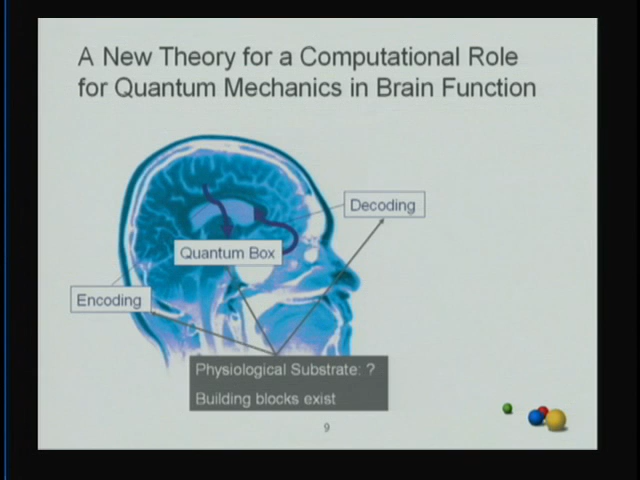 A New Theory for a Computational Role
for Quantum Mechanics in Brain Function
Decoding
Quantum Box
Encoding
Physiological Substrate: ?
Building blocks exist
9